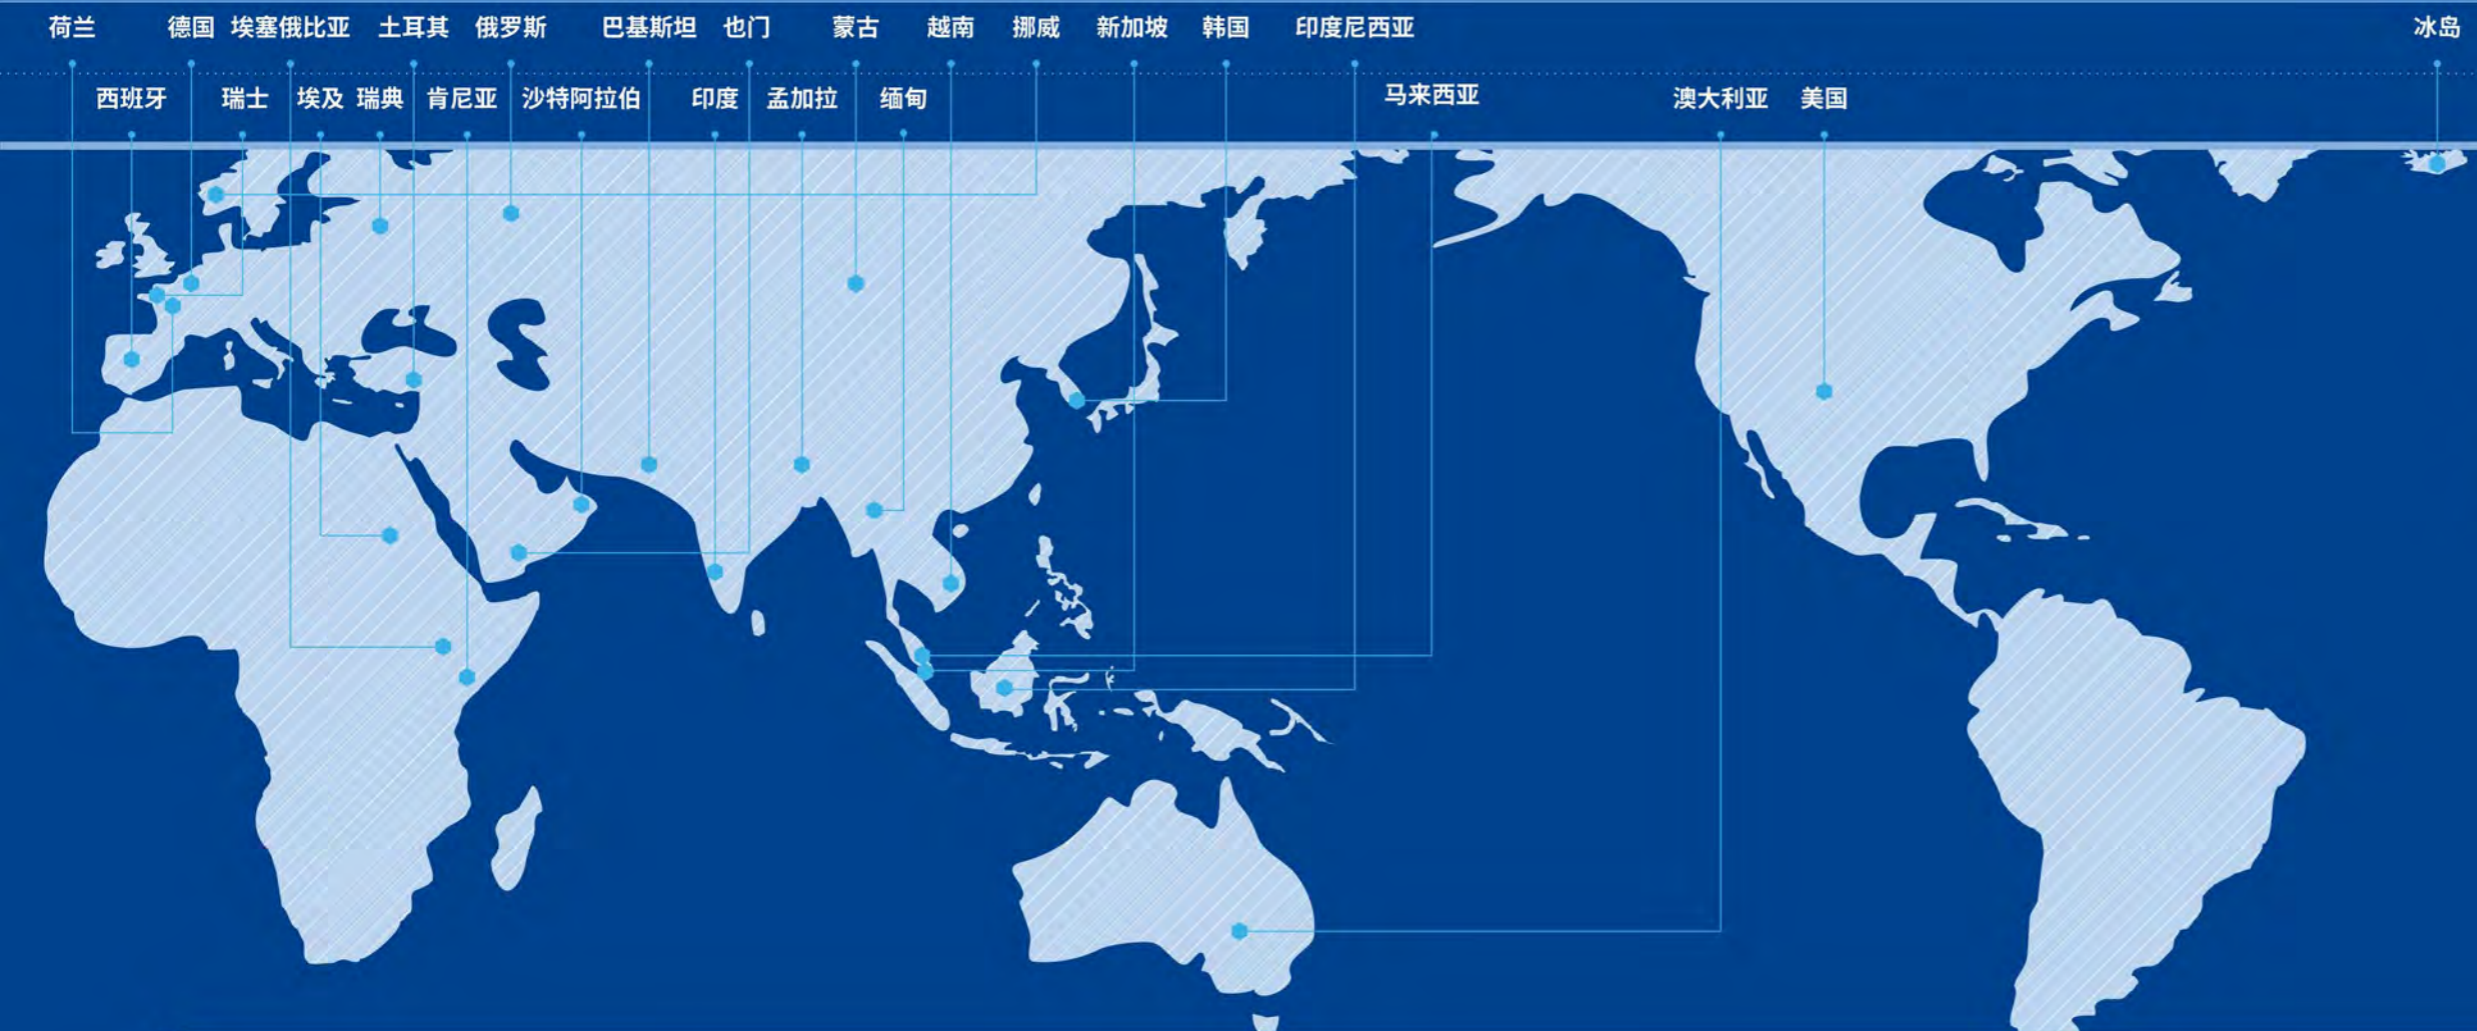 荷兰 德国 埃塞俄比亚 土耳其 俄罗斯 巴基斯坦 也门 蒙古 越南 挪威 新加坡 韩国 印度尼西亚 冰岛
西班牙 瑞士 埃及 瑞典 肯尼亚 沙特阿拉伯 印度 孟加拉 缅甸 马来西亚 澳大利亚 美国